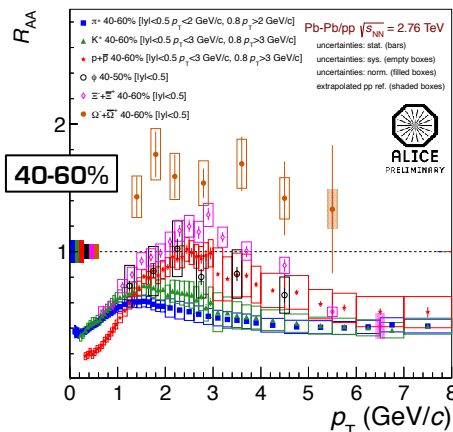 R_AA
π± 40-60% [|y|<0.5 p_T<2 GeV/c, 0.8 p_T>2 GeV/c]
K± 40-60% [|y|<0.5 p_T<3 GeV/c, 0.8 p_T>3 GeV/c]
p+p̄ 40-60% [|y|<0.5 p_T<3 GeV/c, 0.8 p_T>3 GeV/c]
ϕ 40-50% [|y|<0.5]
Ξ⁻+Ξ̄⁺ 40-60% [|y|<0.5]
Ω⁻+Ω̄⁺ 40-60% [|y|<0.5]
Pb-Pb/pp √s_NN = 2.76 TeV
uncertainties: stat. (bars)
uncertainties: sys. (empty boxes)
uncertainties: norm. (filled boxes)
extrapolated pp ref. (shaded boxes)
ALICE
PRELIMINARY
40-60%
2
1
0 1 2 3 4 5 6 7 8
p_T (GeV/c)